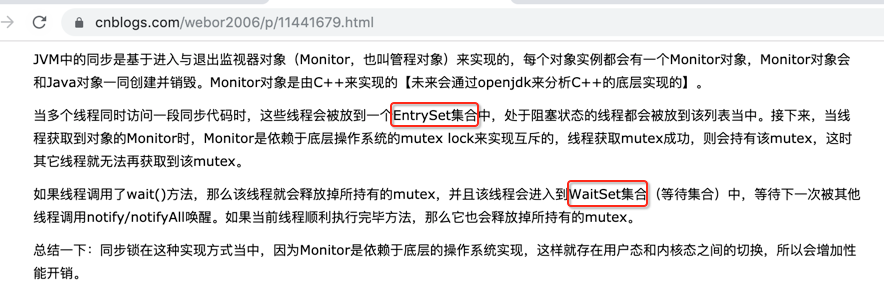 cnblogs.com/webor2006/p/11441679.html
JVM中的同步是基于进入与退出监视器对象（Monitor，也叫管程对象）来实现的，每个对象实例都会有一个Monitor对象，Monitor对象会
和Java对象一同创建并销毁。Monitor对象是由C++来实现的【未来会通过openjdk来分析C++的底层实现的】。
当多个线程同时访问一段同步代码时，这些线程会被放到一个EntrySet集合中，处于阻塞状态的线程都会被放到该列表当中。接下来，当线
程获取到对象的Monitor时，Monitor是依赖于底层操作系统的mutex lock来实现互斥的，线程获取mutex成功，则会持有该mutex，这时
其它线程就无法再获取到该mutex。
如果线程调用了wait()方法，那么该线程就会释放掉所持有的mutex，并且该线程会进入到WaitSet集合（等待集合）中，等待下一次被其他
线程调用notify/notifyAll唤醒。如果当前线程顺利执行完毕方法，那么它也会释放掉所持有的mutex。
总结一下：同步锁在这种实现方式当中，因为Monitor是依赖于底层的操作系统实现，这样就存在用户态和内核态之间的切换，所以会增加性
能开销。